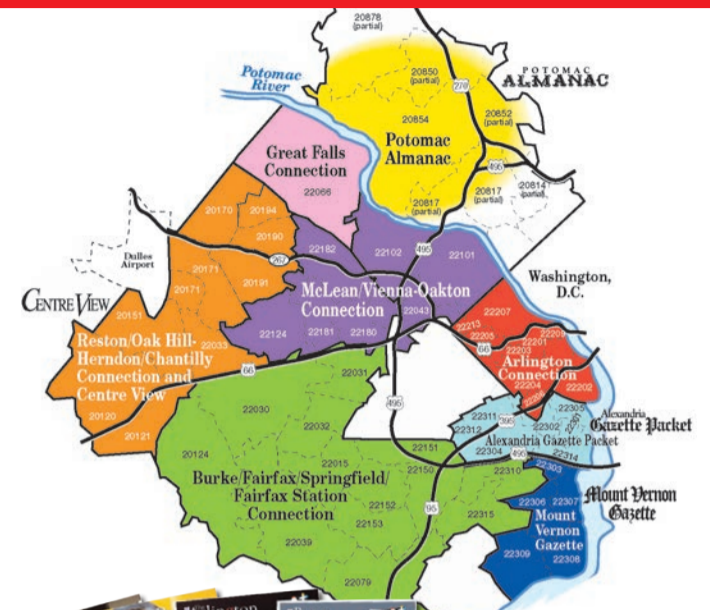 20878
(partial)
Potomac
River
20850
(partial)
270
POTOMAC
ALMANAC
20852
(partial)
20854
Potomac
Almanac
495
Great Falls
Connection
22066
20817
(partial)
20817
(partial)
20814
(partial)
20170
20194
20190
22182
22102
495
22101
267
Dulles
Airport
20171
20171
20191
McLean/Vienna-Oakton
Connection
22043
Washington,
D.C.
CENTRE VIEW
20151
22124
22181
22180
22207
22213
22205
22201
22209
22203
66
Reston/Oak Hill-
Herndon/Chantilly
Connection and
Centre View
22033
66
Arlington
Connection
22204
22202
22206
22031
495
20120
20121
22030
22032
22311
395
22312
22302
22305
Alexandria
Gazette Packet
Alexandria Gazette Packet
22304
495
22314
22151
22150
20124
22015
22310
22303
Burke/Fairfax/Springfield/
Fairfax Station
Connection
22152
22153
95
22315
22306
22307
Mount Vernon
Gazette
Mount
Vernon
Gazette
22039
22309
22308
22079